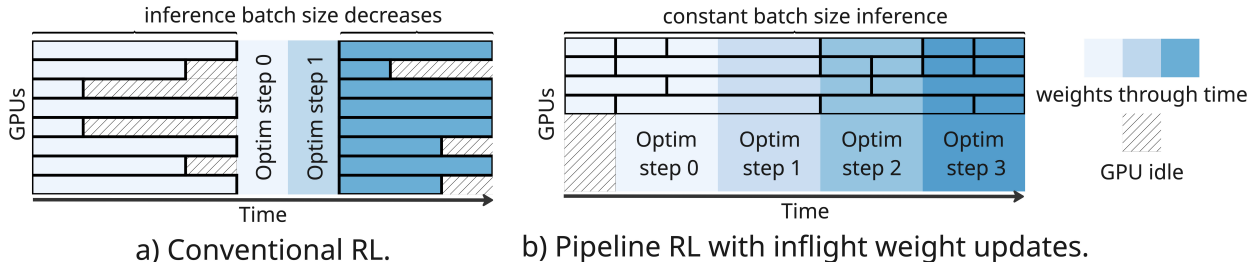 inference batch size decreases
GPUs
Optim step 0
Optim step 1
Time
a) Conventional RL.
constant batch size inference
GPUs
Optim
step 0
Optim
step 1
Optim
step 2
Optim
step 3
Time
b) Pipeline RL with inflight weight updates.
weights through time
GPU idle